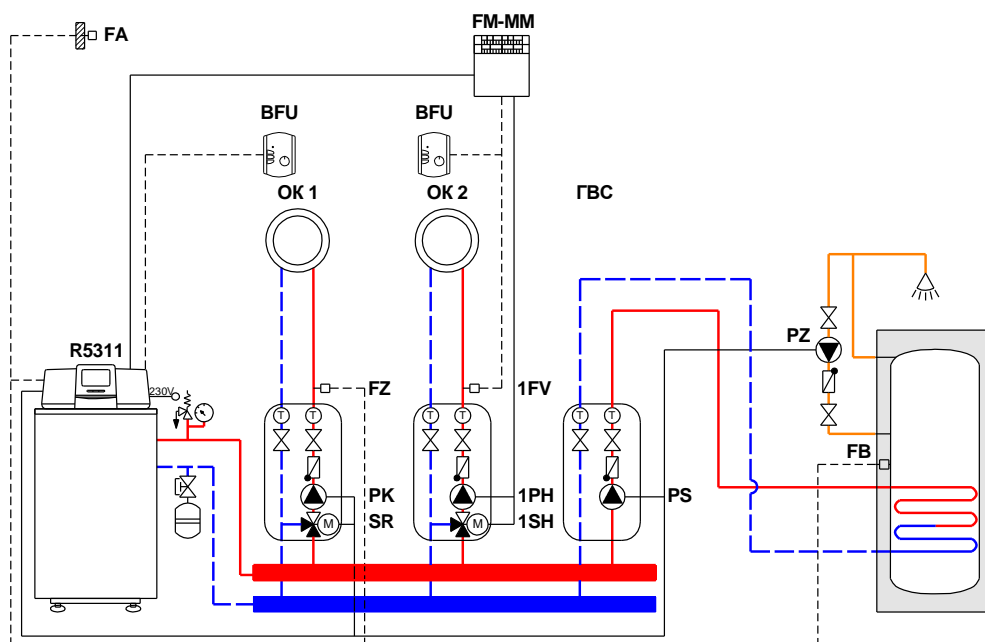 FA
FM-MM
BFU
BFU
ОК 1
ОК 2
ГВС
R5311
230V
PZ
FZ
1FV
T
T
T
T
T
T
FB
PK
1PH
PS
SR
M
1SH
M